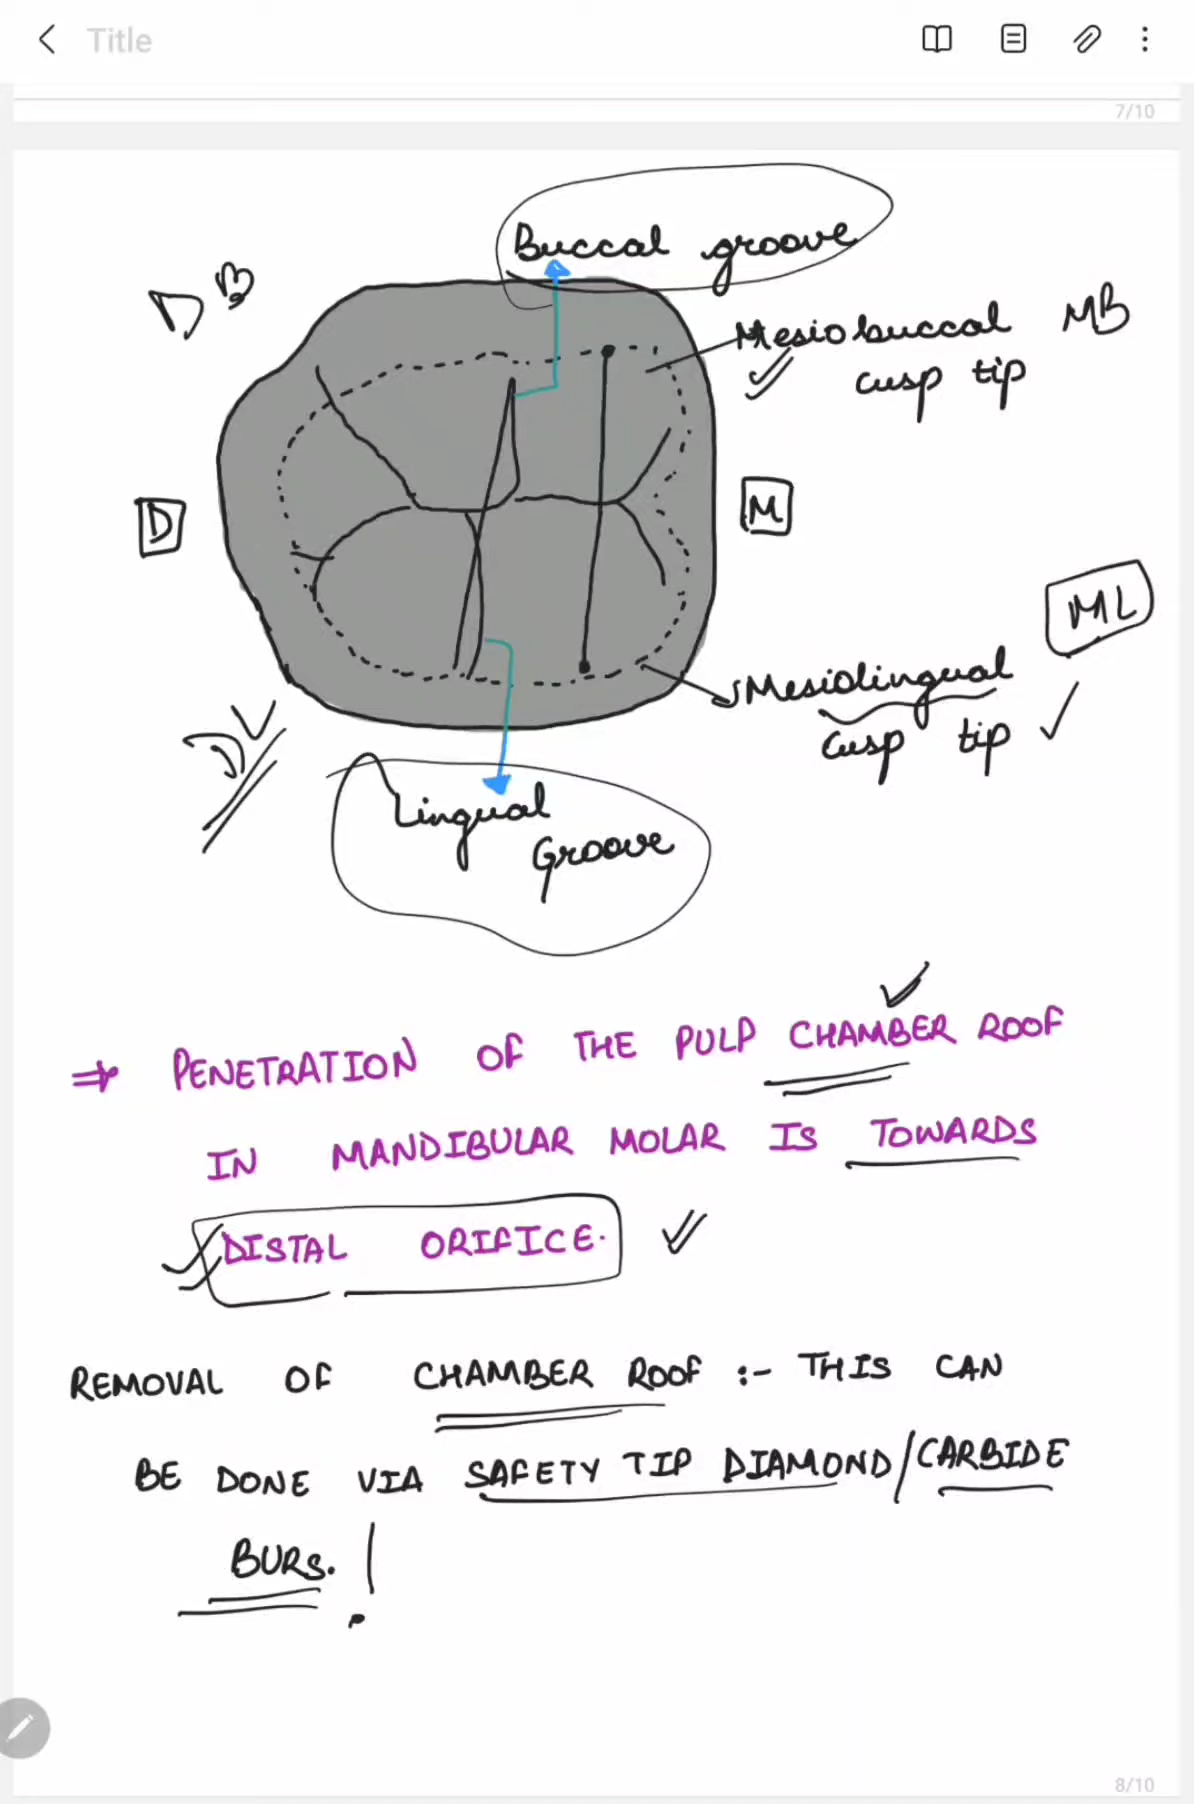 Title
7/10
Buccal groove
DB
Mesiobuccal MB
cusp tip
D
M
ML
Mesiolingual
cusp tip
DL
Lingual
Groove
⇒ PENETRATION OF THE PULP CHAMBER ROOF
IN MANDIBULAR MOLAR IS TOWARDS
DISTAL ORIFICE.
REMOVAL OF CHAMBER ROOF :- THIS CAN
BE DONE VIA SAFETY TIP DIAMOND/CARBIDE
BURS. !
8/10